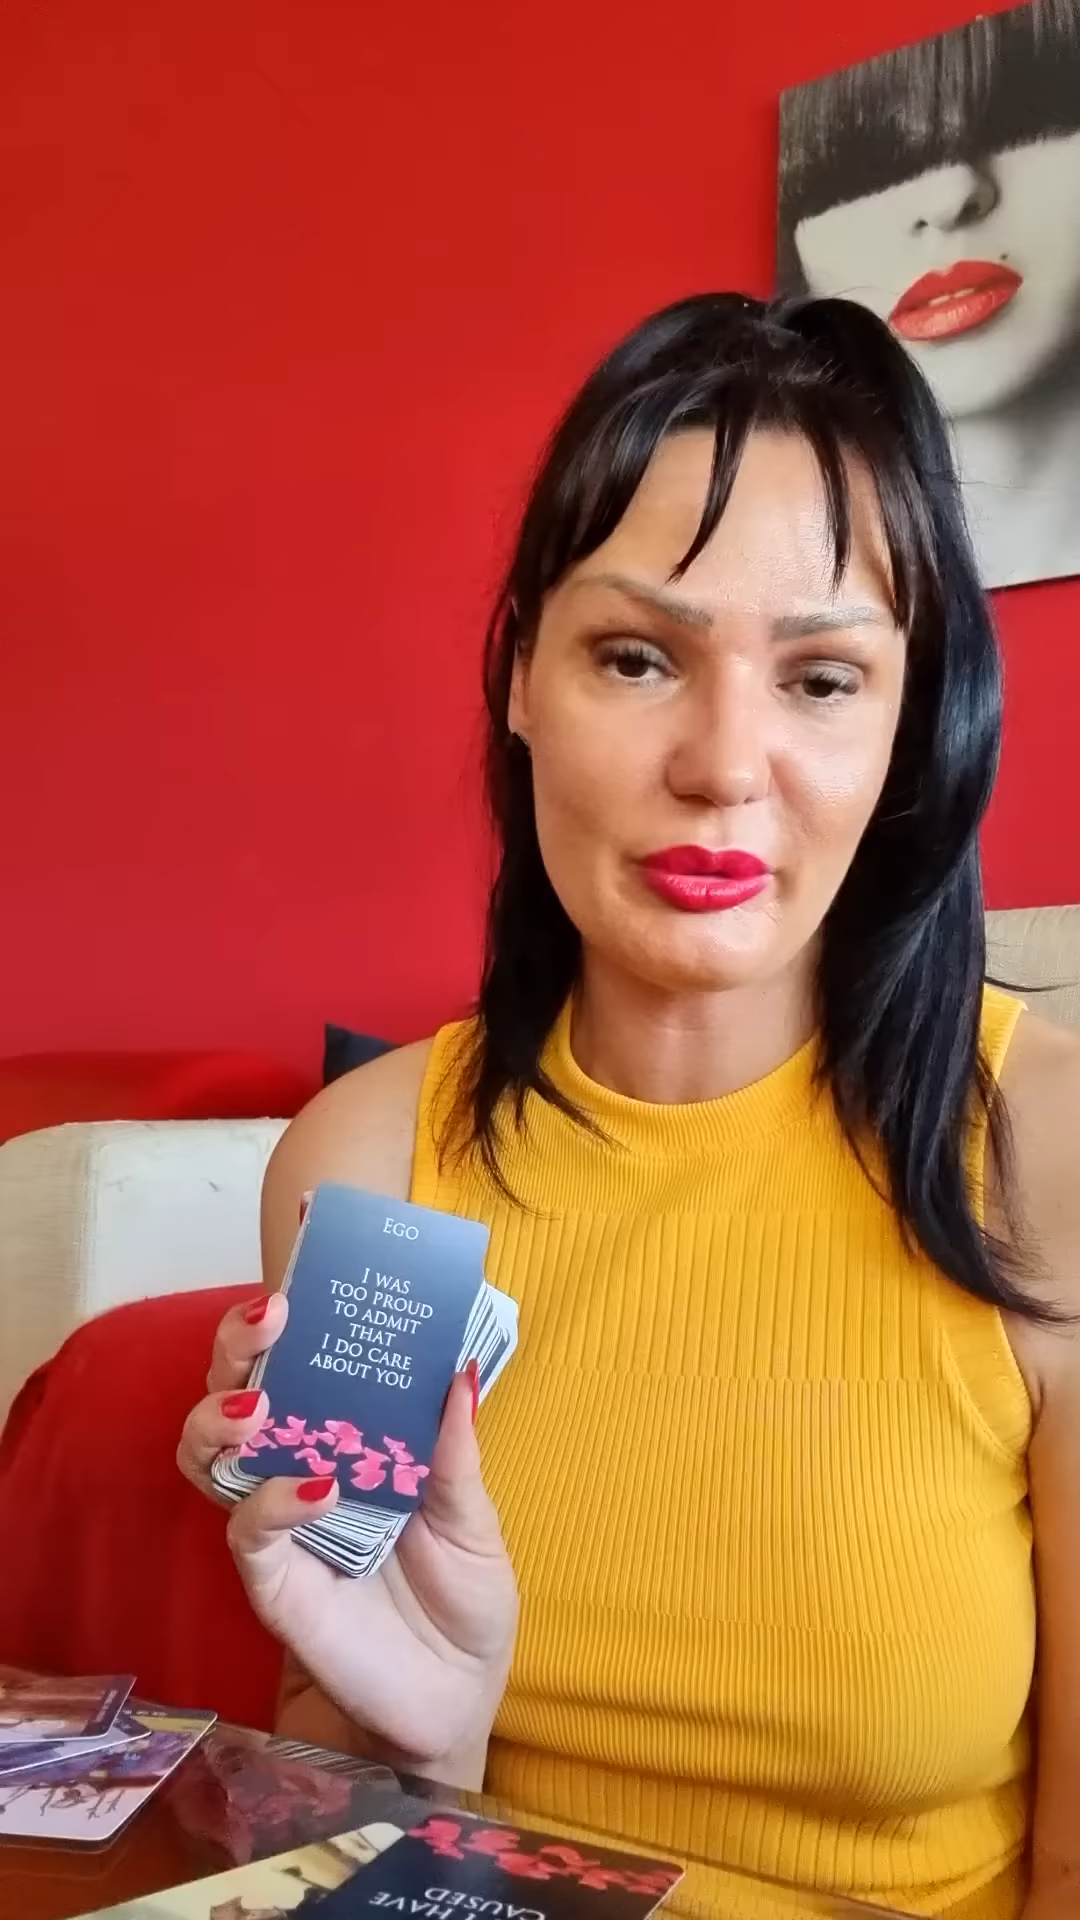 EGO
I WAS
TOO PROUD
TO ADMIT
THAT
I DO CARE
ABOUT YOU
HAVE
CAUSED